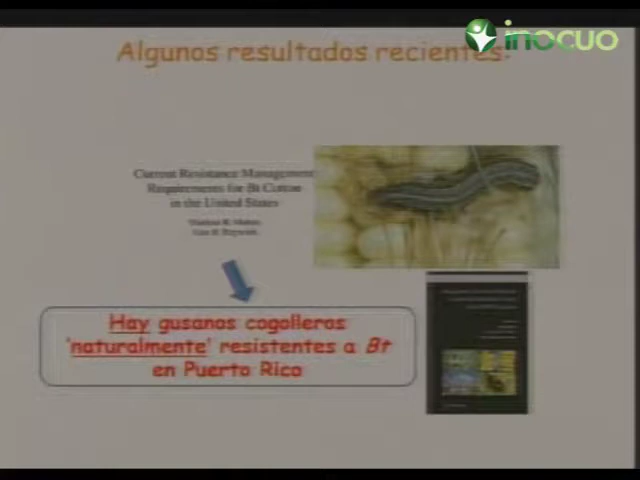 inocuo
Algunos resultados recientes:
Current Resistance Management
Requirements for Bt Cotton
in the United States
Hay gusanos cogolleros
'naturalmente' resistentes a Bt
en Puerto Rico